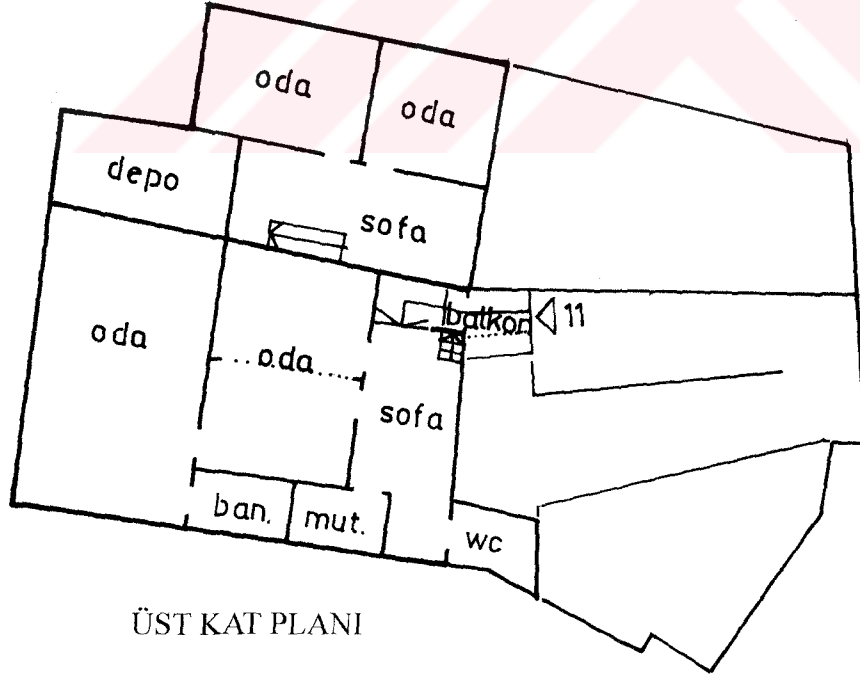 oda
oda
depo
sofa
balkon 11
oda
oda
sofa
ban.
mut.
wc
ÜST KAT PLANI